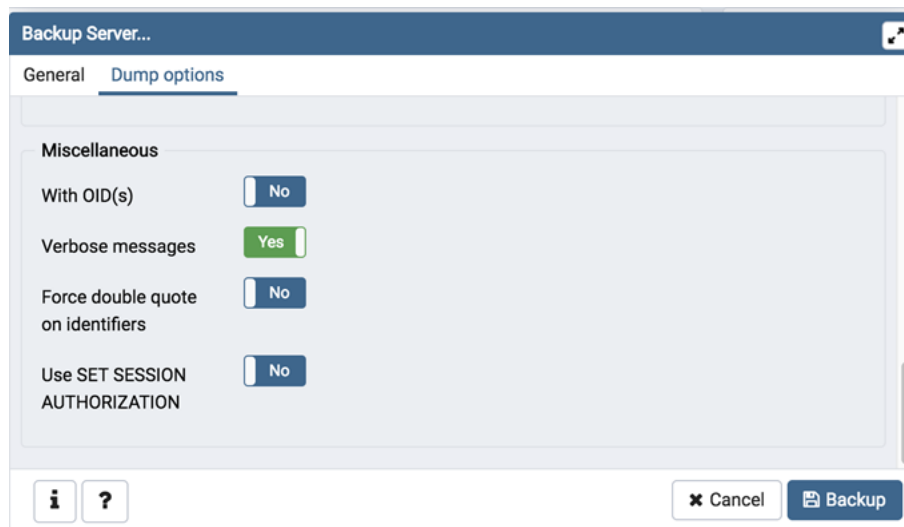 Backup Server...
General Dump options
Miscellaneous
With OID(s) No
Verbose messages Yes
Force double quote No
on identifiers
Use SET SESSION No
AUTHORIZATION
i ? Cancel Backup